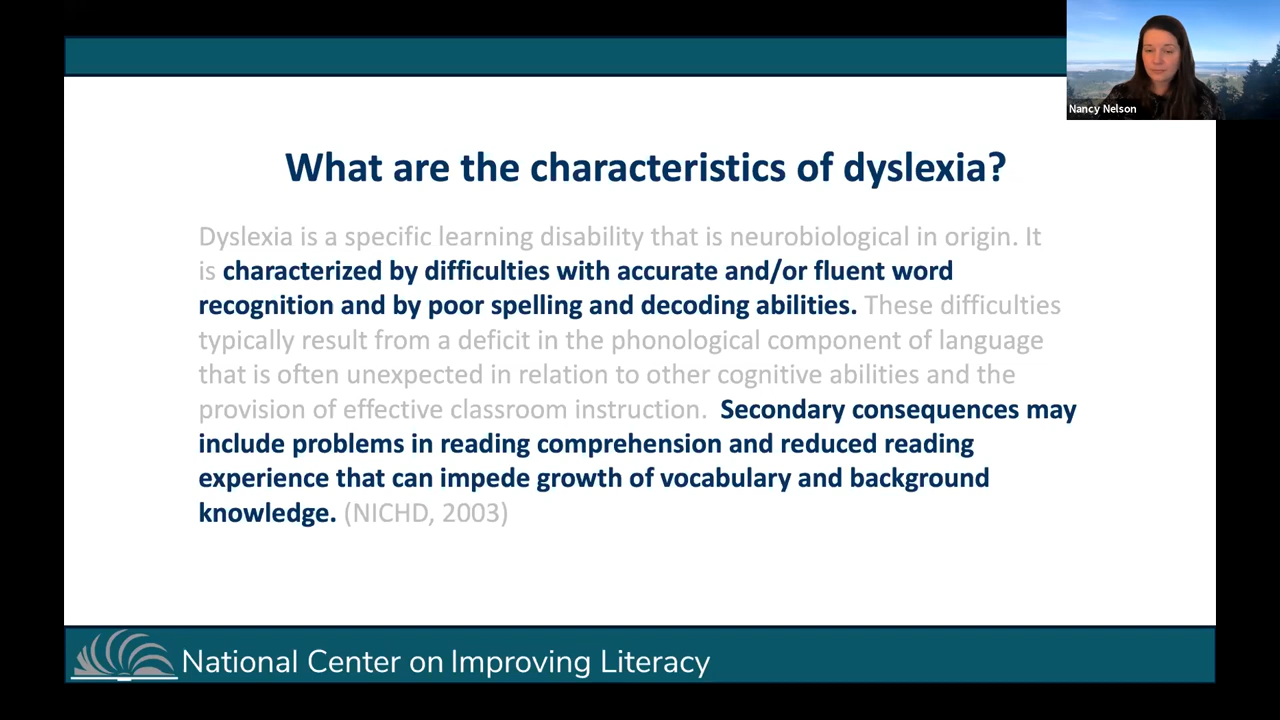 Nancy Nelson
What are the characteristics of dyslexia?
Dyslexia is a specific learning disability that is neurobiological in origin. It
is characterized by difficulties with accurate and/or fluent word
recognition and by poor spelling and decoding abilities. These difficulties
typically result from a deficit in the phonological component of language
that is often unexpected in relation to other cognitive abilities and the
provision of effective classroom instruction. Secondary consequences may
include problems in reading comprehension and reduced reading
experience that can impede growth of vocabulary and background
knowledge. (NICHD, 2003)
National Center on Improving Literacy